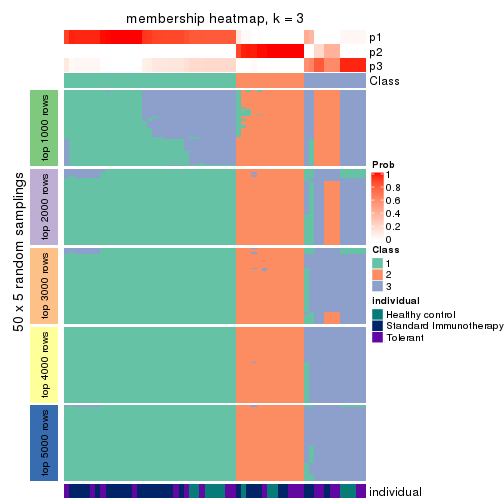 membership heatmap, k = 3
p1
p2
p3
Class
50 x 5 random samplings
top 1000 rows
top 2000 rows
top 3000 rows
top 4000 rows
top 5000 rows
Prob
1
0.8
0.6
0.4
0.2
0
Class
1
2
3
individual
Healthy control
Standard Immunotherapy
Tolerant
individual